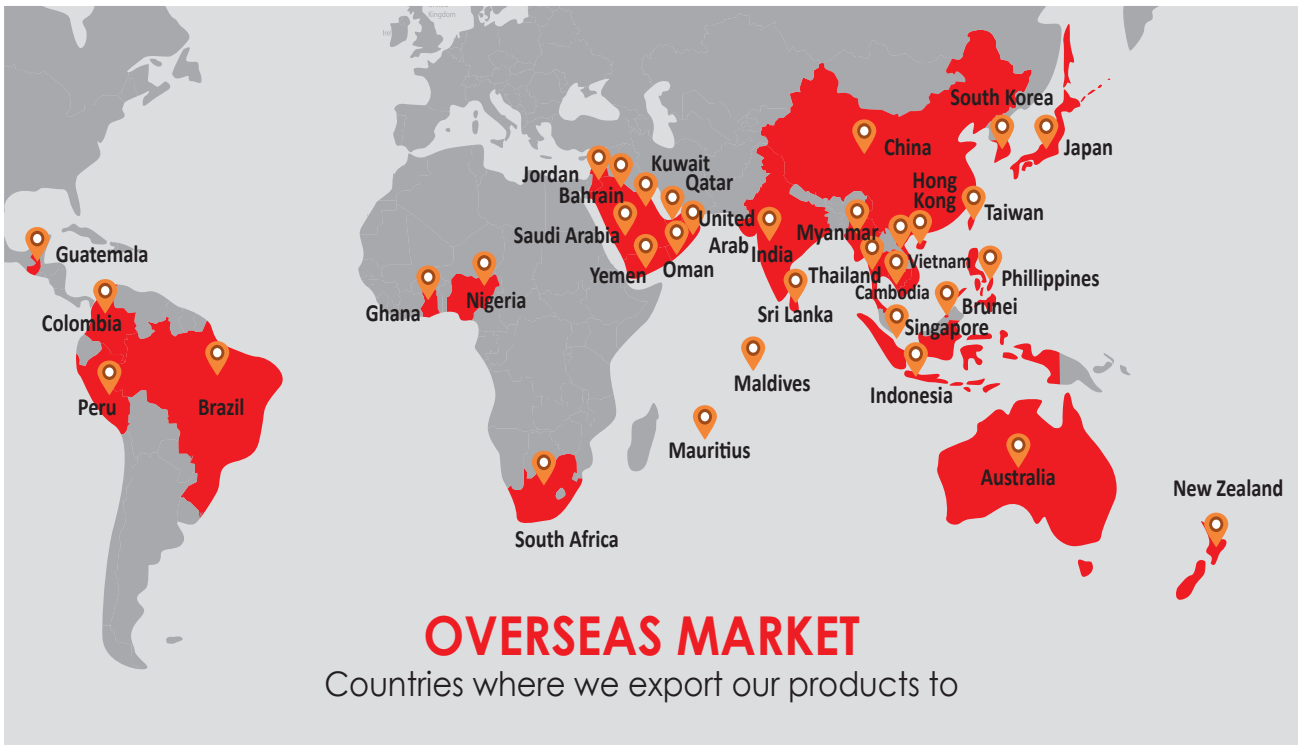 Kingdom
Ire
South Korea
China
Japan
Jordan
Kuwait
Bahrain
Qatar
Hong
Kong
Taiwan
Saudi Arabia
United
Arab
India
Myanmar
Guatemala
Yemen
Oman
Thailand
Vietnam
Phillippines
Cambodia
Ghana
Nigeria
Sri Lanka
Brunei
Singapore
Colombia
Maldives
Indonesia
Peru
Brazil
Mauritius
Australia
New Zealand
South Africa
OVERSEAS MARKET
Countries where we export our products to